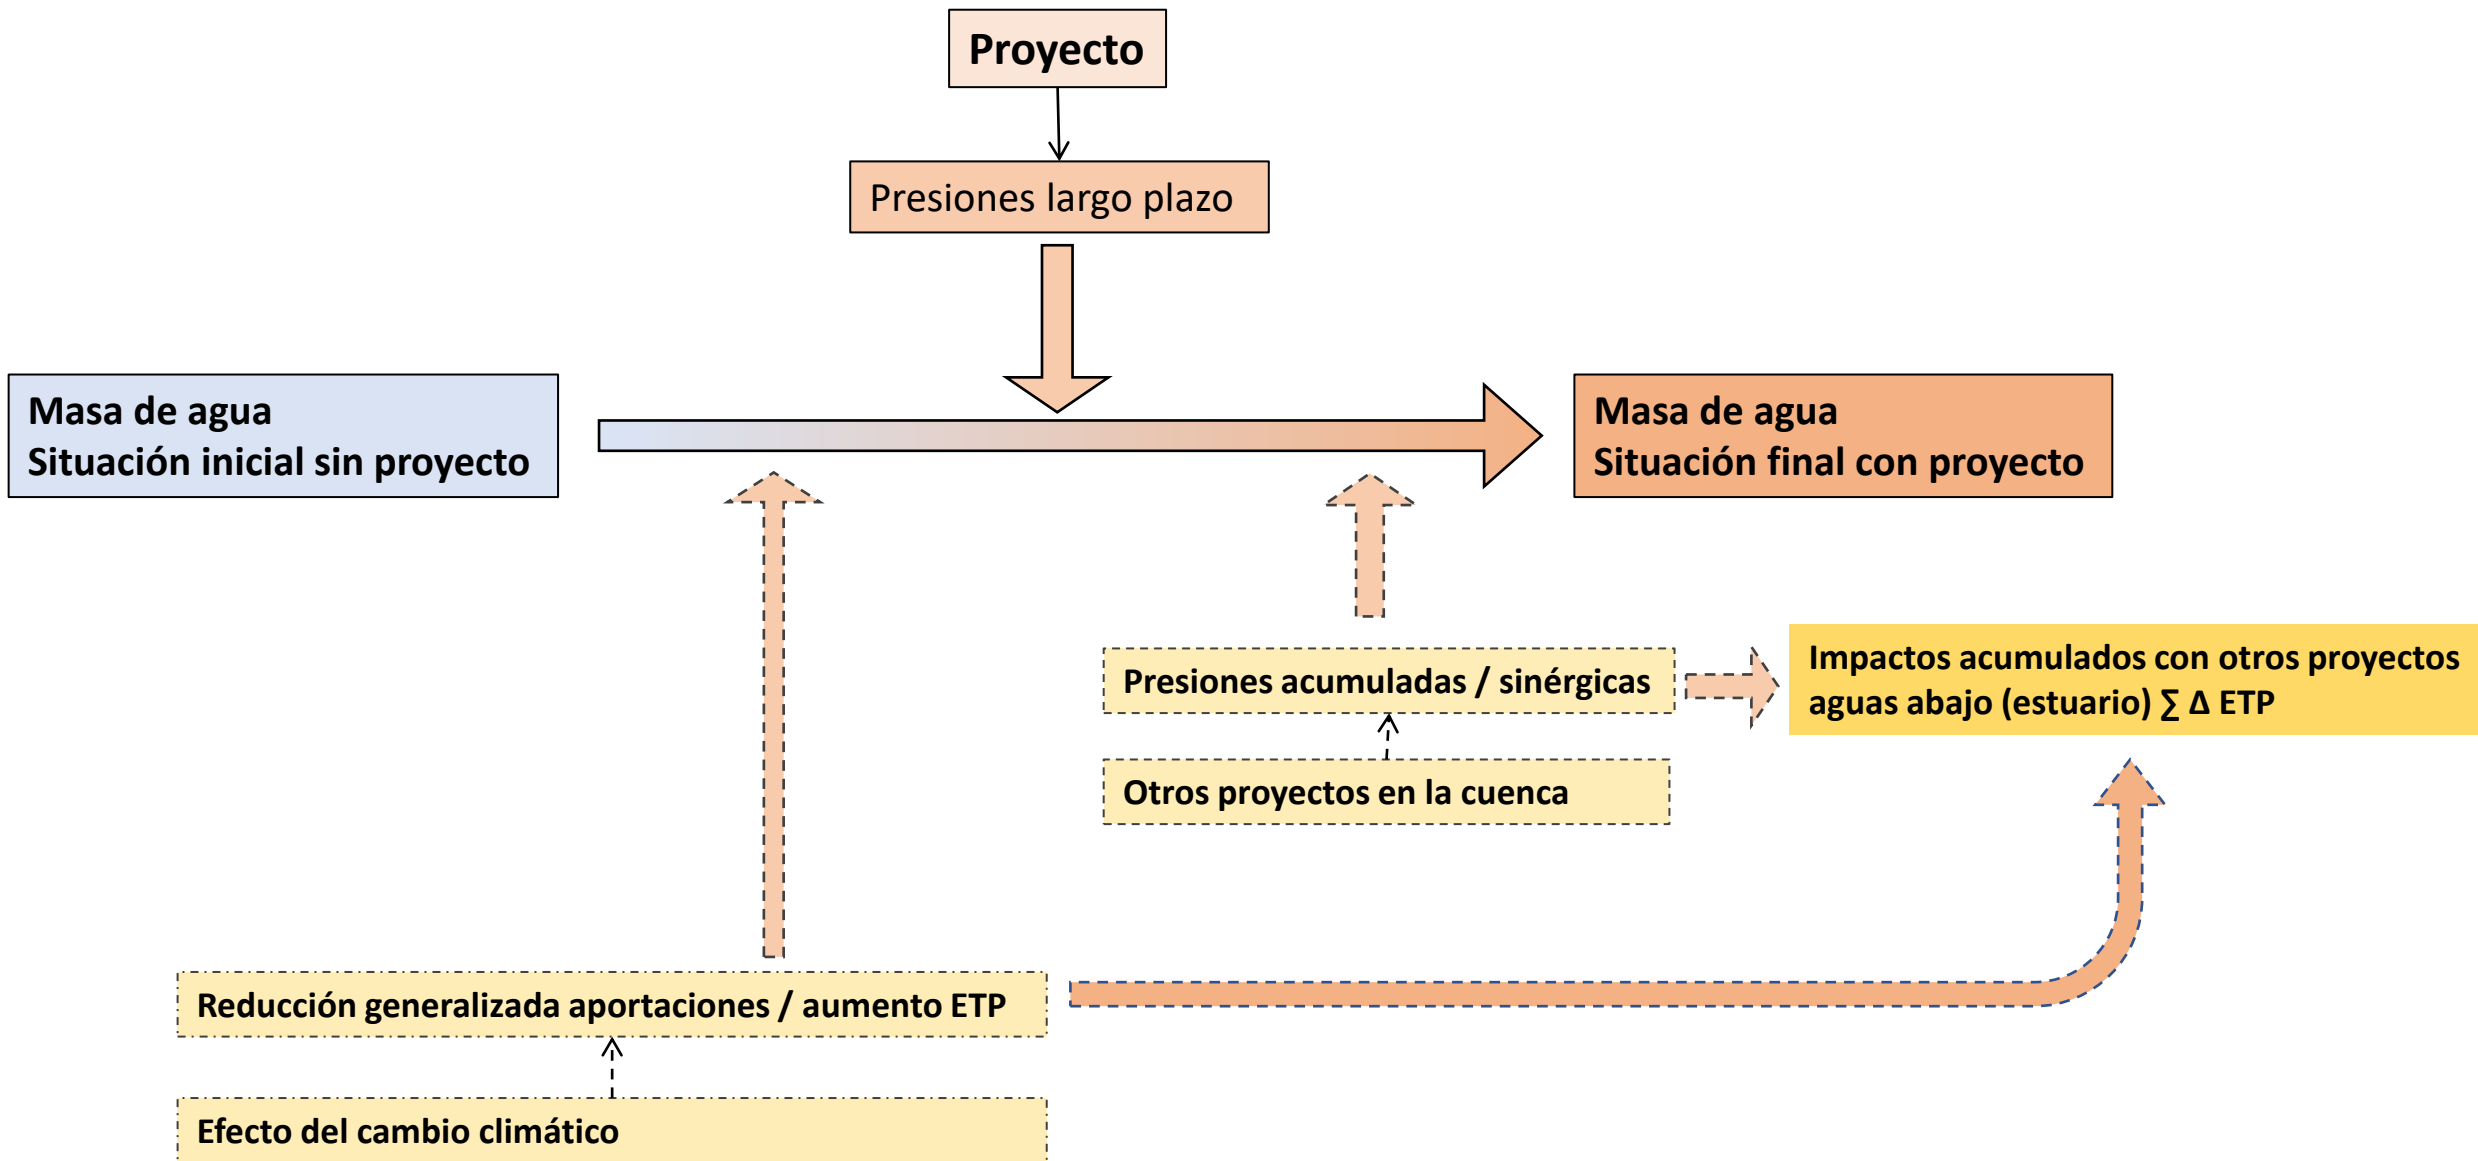 Proyecto
Presiones largo plazo
Masa de agua
Situación inicial sin proyecto
Masa de agua
Situación final con proyecto
Presiones acumuladas / sinérgicas
Impactos acumulados con otros proyectos
aguas abajo (estuario) ∑ Δ ETP
Otros proyectos en la cuenca
Reducción generalizada aportaciones / aumento ETP
Efecto del cambio climático